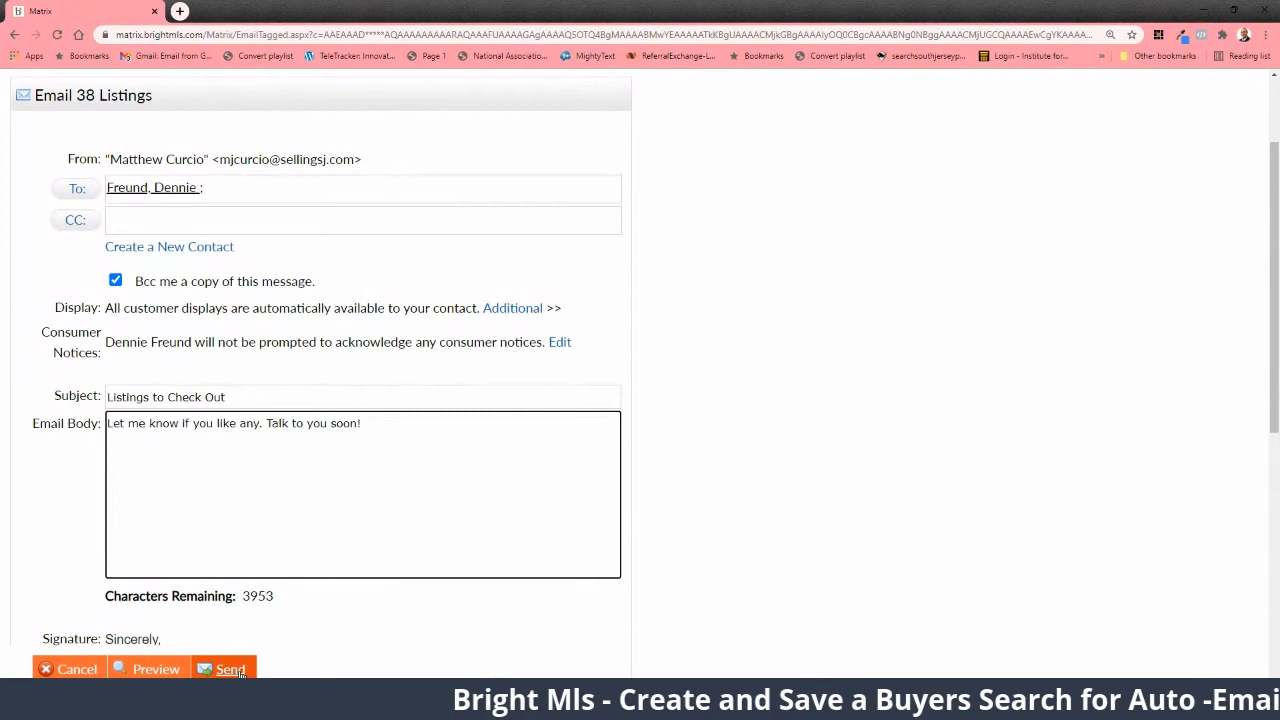 Matrix
matrix.brightmls.com/Matrix/EmailTagged.aspx?c=
Apps Bookmarks Gmail: Email from G... Convert playlist TeleTracker: Innovat... Page 1 National Associatio... MightyText ReferralExchange-L... Bookmarks Convert playlist searchsouthjerseyp... Login - Institute for... » Other bookmarks Reading list
Email 38 Listings
From: "Matthew Curcio" <mjcurcio@sellingsj.com>
To: Freund, Dennie ;
CC:
Create a New Contact
Bcc me a copy of this message.
Display: All customer displays are automatically available to your contact. Additional >>
Consumer
Notices: Dennie Freund will not be prompted to acknowledge any consumer notices. Edit
Subject: Listings to Check Out
Email Body: Let me know if you like any. Talk to you soon!
Characters Remaining: 3953
Signature: Sincerely,
Cancel Preview Send
Bright Mls - Create and Save a Buyers Search for Auto -Emai